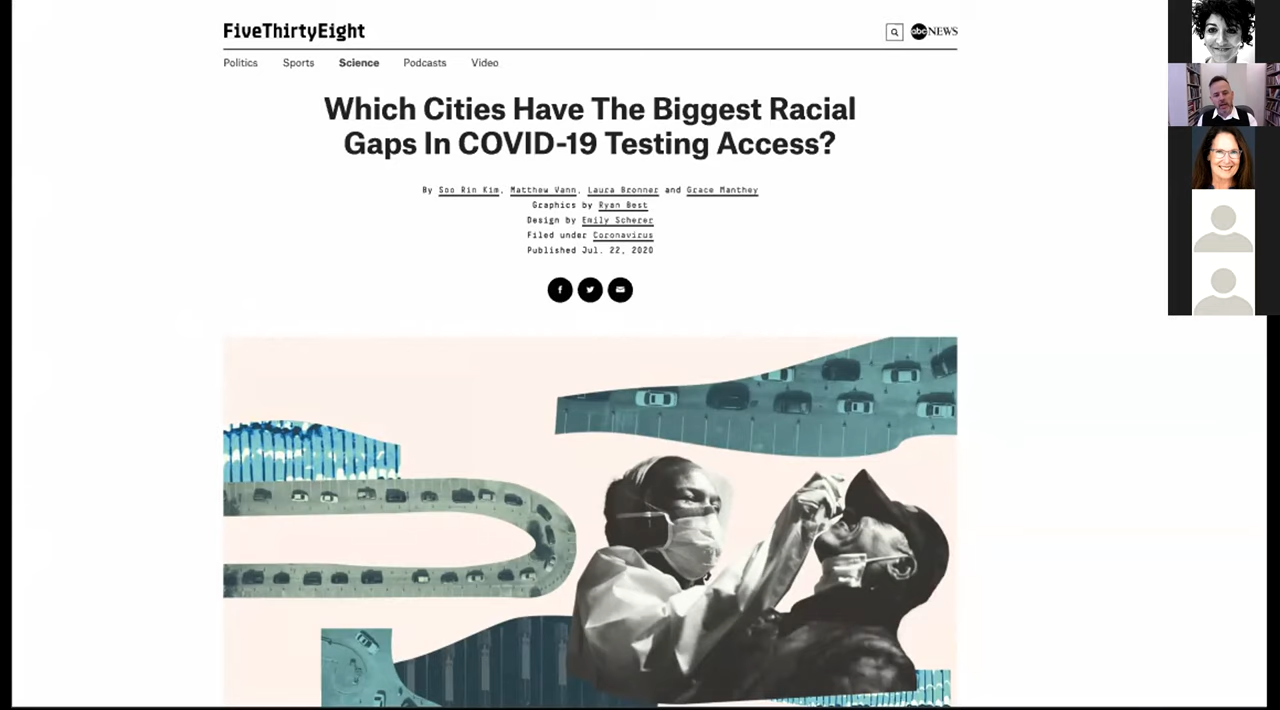 FiveThirtyEight
abc NEWS
Politics Sports Science Podcasts Video
Which Cities Have The Biggest Racial
Gaps In COVID-19 Testing Access?
By Soo Rin Kim, Matthew Vann, Laura Bronner and Grace Manthey
Graphics by Ryan Best
Design by Emily Scherer
Filed under Coronavirus
Published Jul. 22, 2020